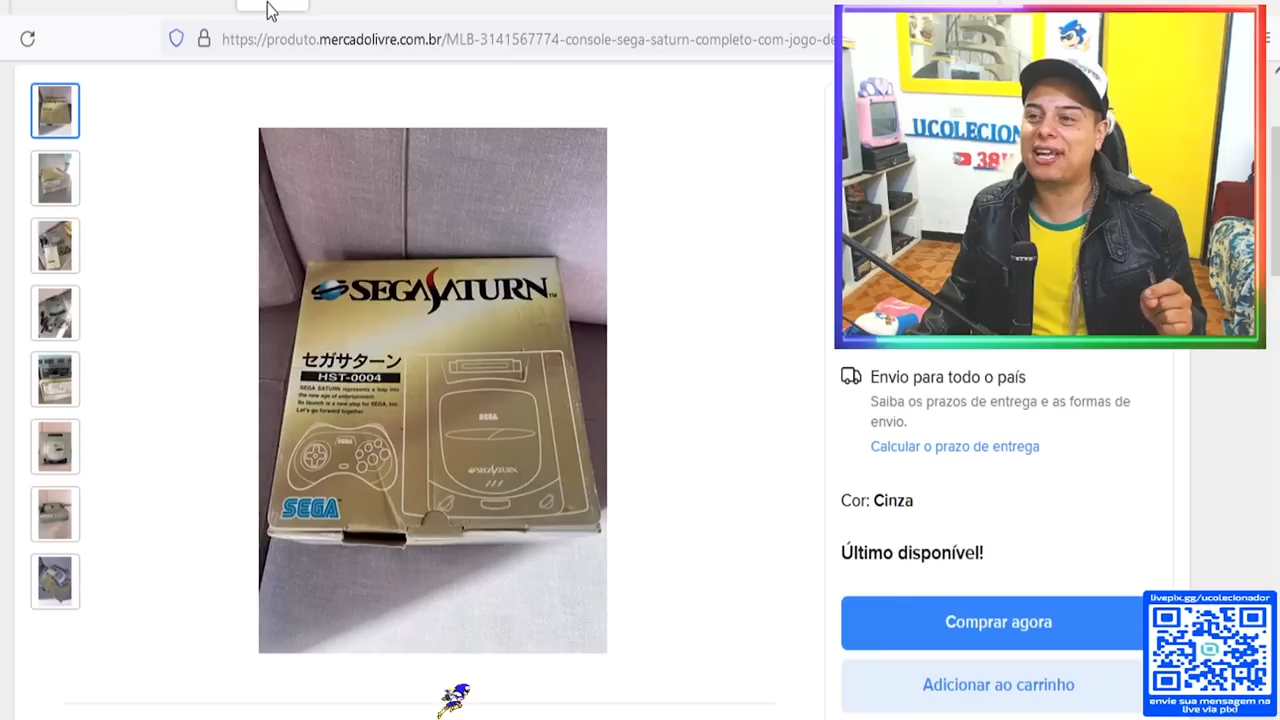 https://produto.mercadolivre.com.br/MLB-3141567774-console-sega-saturn-completo-com-jogo-de
UCOLECION
38
SEGA SATURN™
セガサターン
HST-0004
SEGA SATURN represents a leap into
the new age of entertainment.
Its launch is a new step for SEGA, too.
Let's go forward together
SEGA
SEGA SATURN
SEGA
Envio para todo o país
Saiba os prazos de entrega e as formas de
envio.
Calcular o prazo de entrega
Cor: Cinza
Último disponível!
Comprar agora
Adicionar ao carrinho
livepix.gg/ucolecionador
envie sua mensagem na
live via pix!